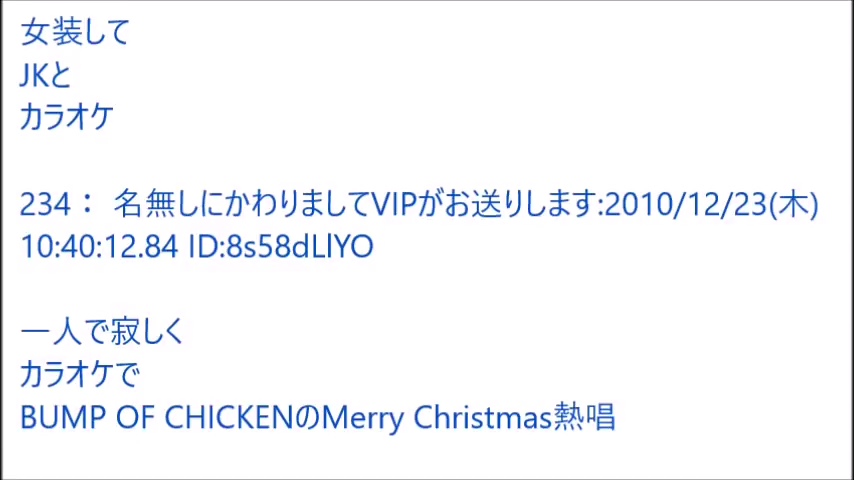 女装して
JKと
カラオケ
234： 名無しにかわりましてVIPがお送りします:2010/12/23(木)
10:40:12.84 ID:8s58dLlYO
一人で寂しく
カラオケで
BUMP OF CHICKENのMerry Christmas熱唱